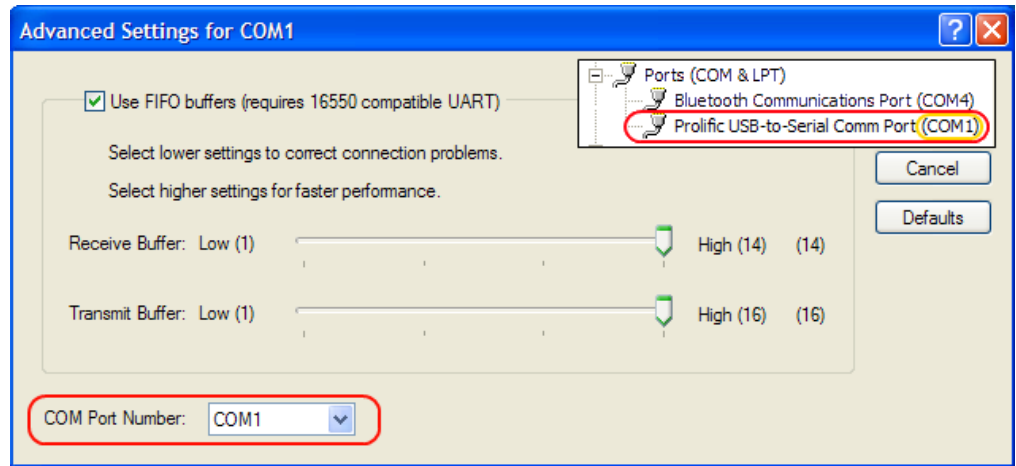 Advanced Settings for COM1
Ports (COM & LPT)
Bluetooth Communications Port (COM4)
Prolific USB-to-Serial Comm Port (COM1)
Use FIFO buffers (requires 16550 compatible UART)
Select lower settings to correct connection problems.
Select higher settings for faster performance.
Cancel
Defaults
Receive Buffer: Low (1) High (14) (14)
Transmit Buffer: Low (1) High (16) (16)
COM Port Number: COM1